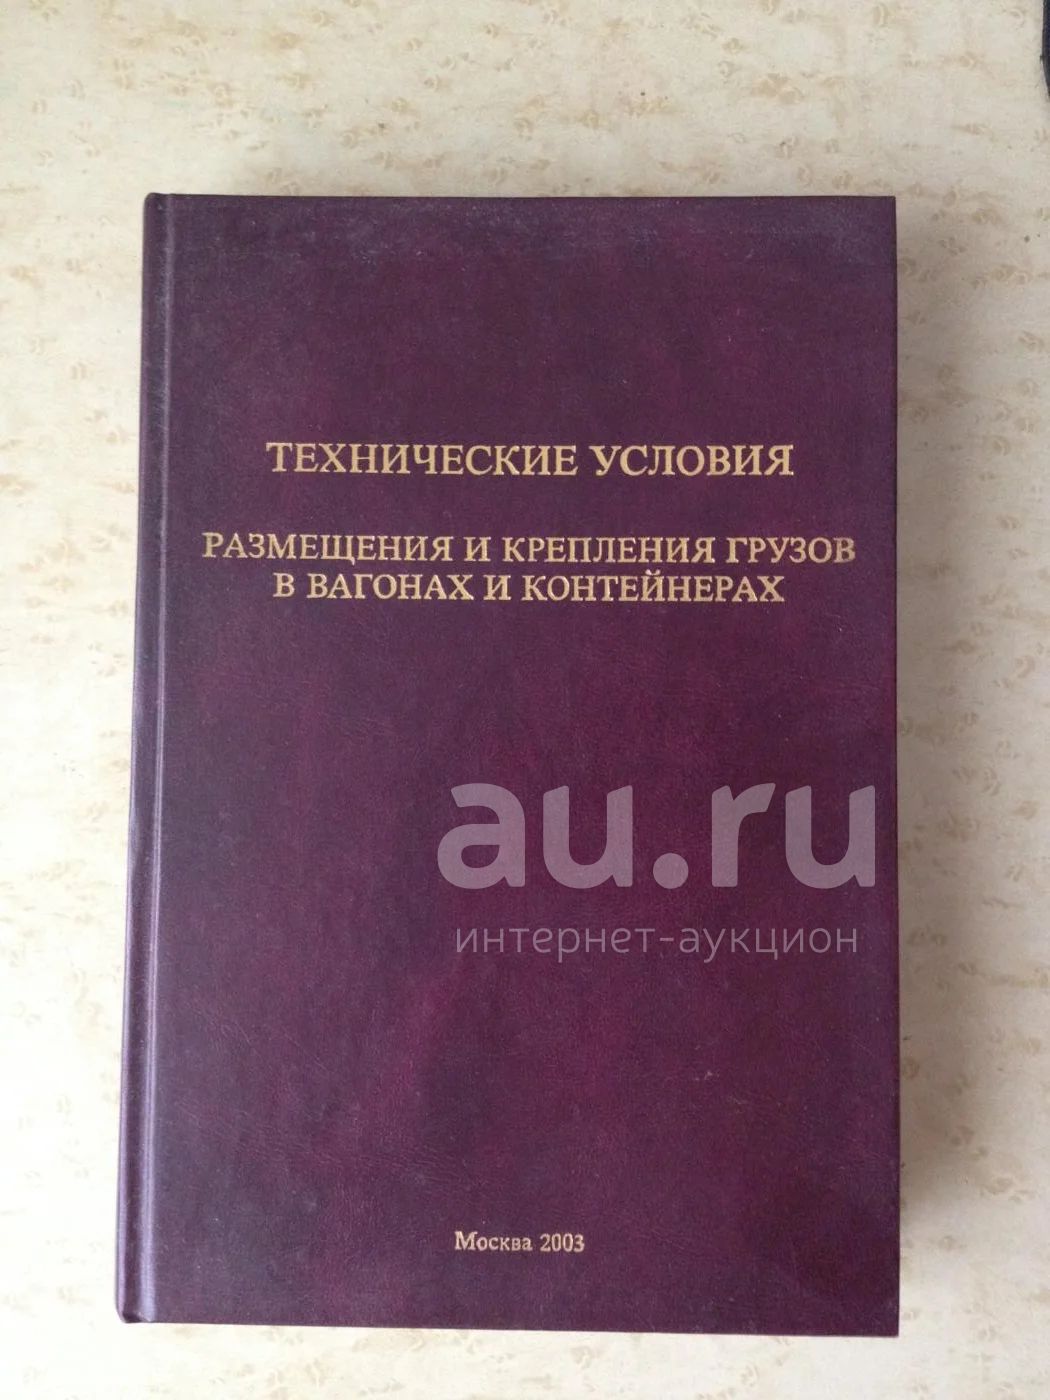 ТЕХНИЧЕСКИЕ УСЛОВИЯ
РАЗМЕЩЕНИЯ И КРЕПЛЕНИЯ ГРУЗОВ
В ВАГОНАХ И КОНТЕЙНЕРАХ
au.ru
интернет-аукцион
Москва 2003